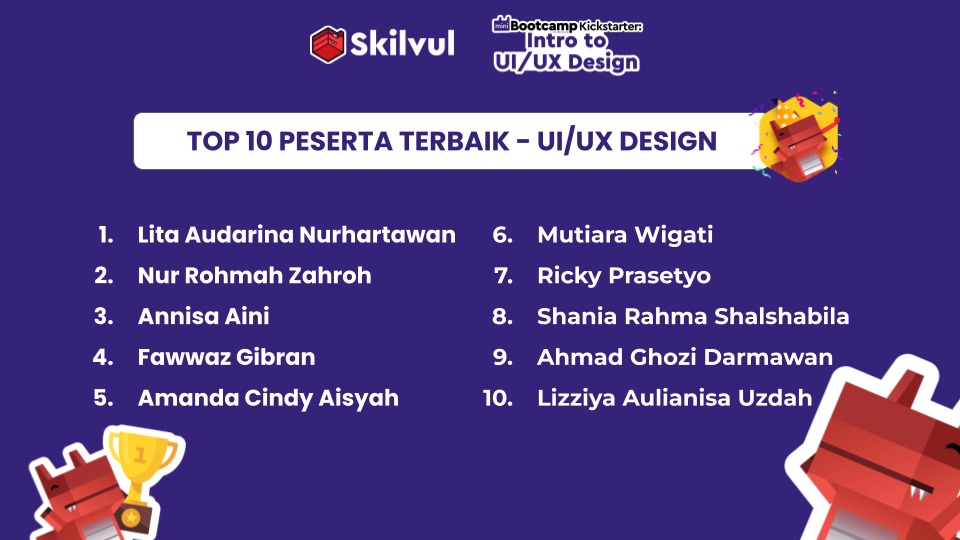 Skilvul
mini Bootcamp Kickstarter:
Intro to
UI/UX Design
TOP 10 PESERTA TERBAIK - UI/UX DESIGN
1. Lita Audarina Nurhartawan
2. Nur Rohmah Zahroh
3. Annisa Aini
4. Fawwaz Gibran
5. Amanda Cindy Aisyah
6. Mutiara Wigati
7. Ricky Prasetyo
8. Shania Rahma Shalshabila
9. Ahmad Ghozi Darmawan
10. Lizziya Aulianisa Uzdah
1